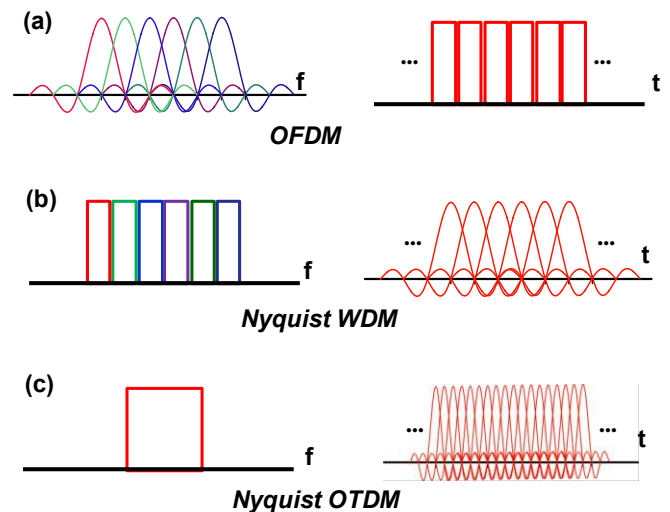 (a)
f
... ...
t
OFDM
(b)
f
... ...
t
Nyquist WDM
(c)
f
... ...
t
Nyquist OTDM